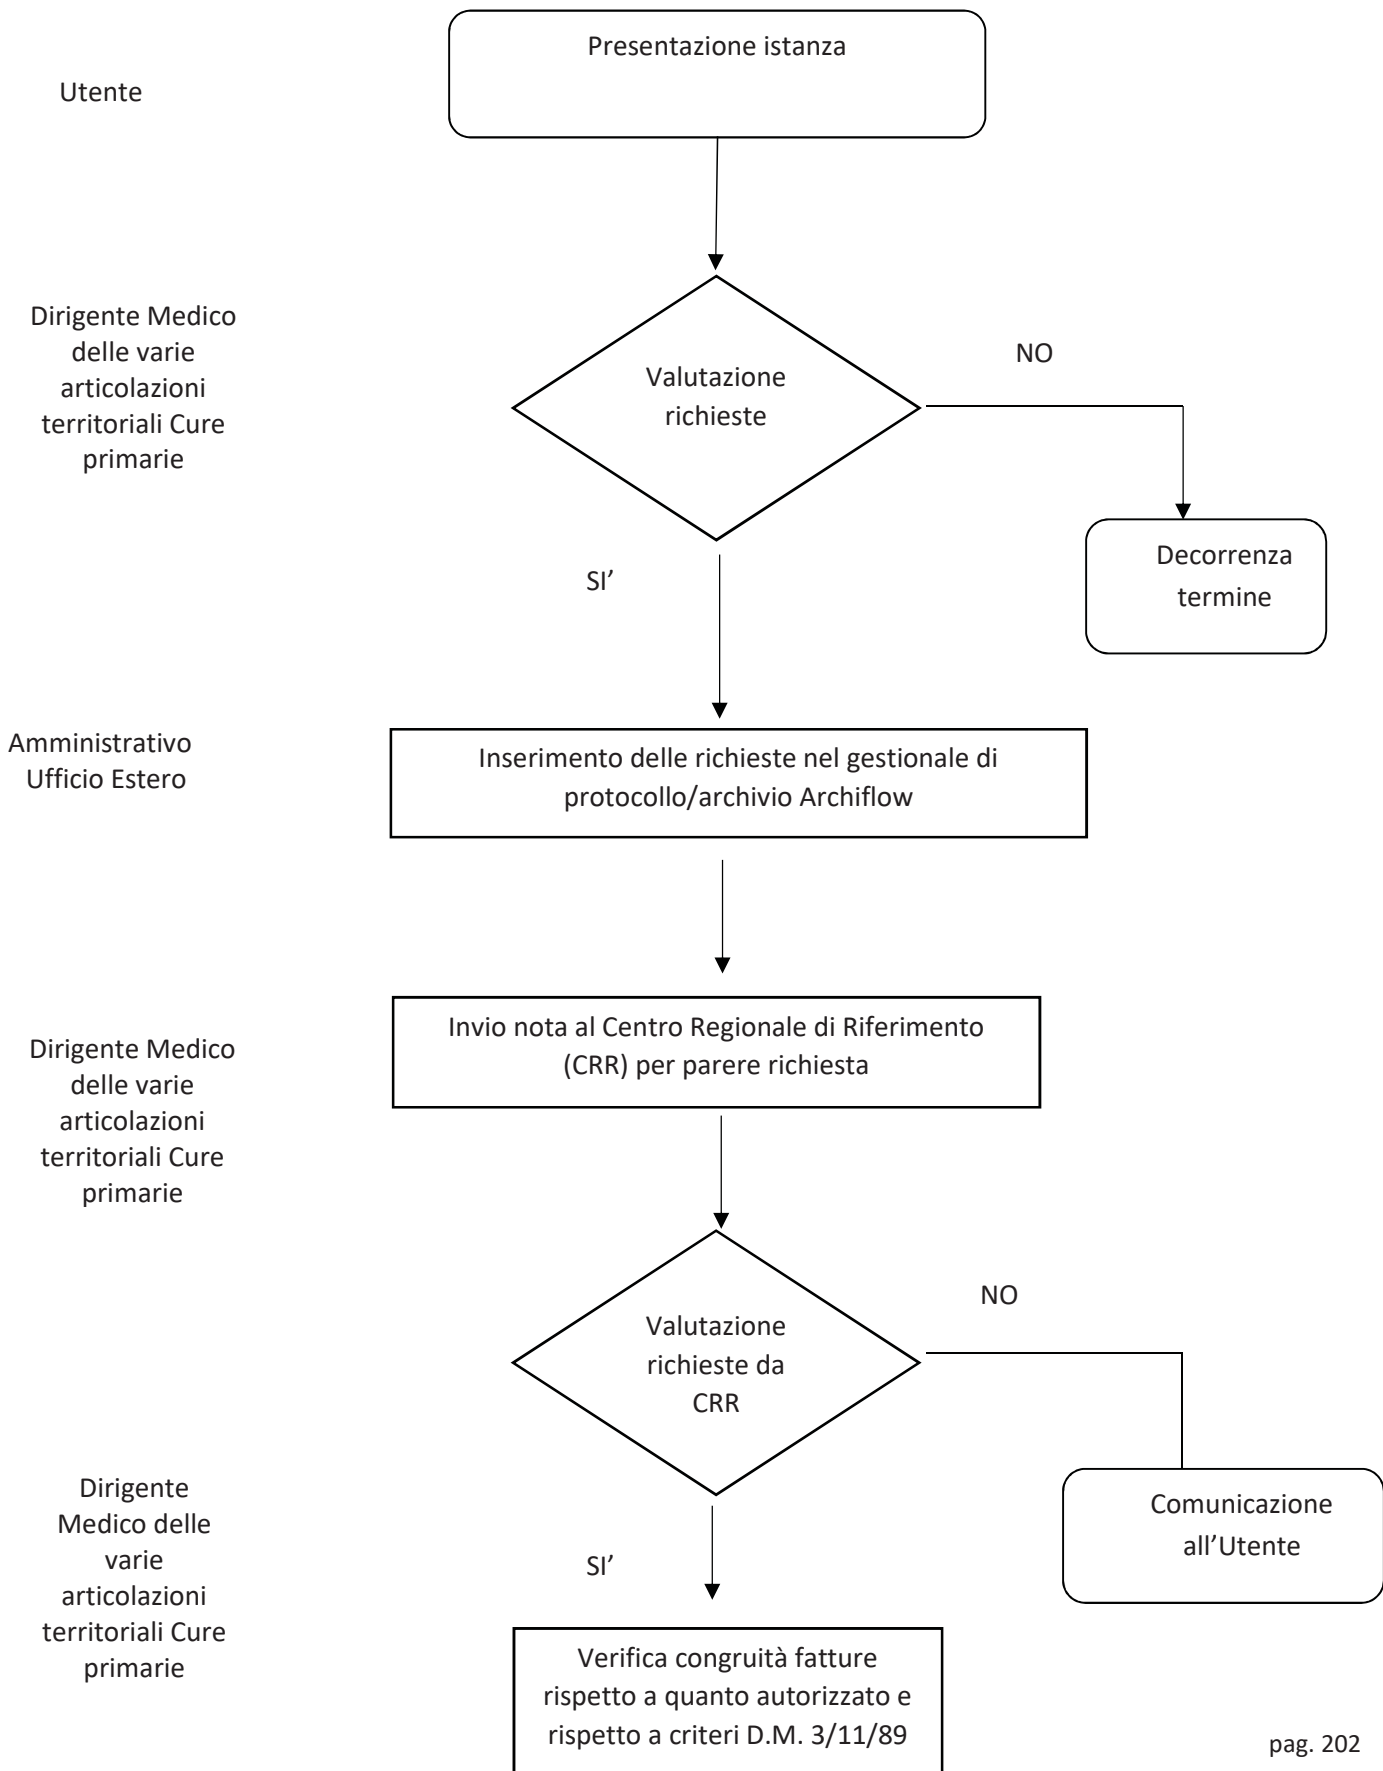 Presentazione istanza
Utente
Dirigente Medico
delle varie
articolazioni
territoriali Cure
primarie
Valutazione
richieste
NO
Decorrenza
termine
SI’
Amministrativo
Ufficio Estero
Inserimento delle richieste nel gestionale di
protocollo/archivio Archiflow
Invio nota al Centro Regionale di Riferimento
(CRR) per parere richiesta
Dirigente Medico
delle varie
articolazioni
territoriali Cure
primarie
Valutazione
richieste da
CRR
NO
Comunicazione
all’Utente
Dirigente
Medico delle
varie
articolazioni
territoriali Cure
primarie
SI’
Verifica congruità fatture
rispetto a quanto autorizzato e
rispetto a criteri D.M. 3/11/89
pag. 202